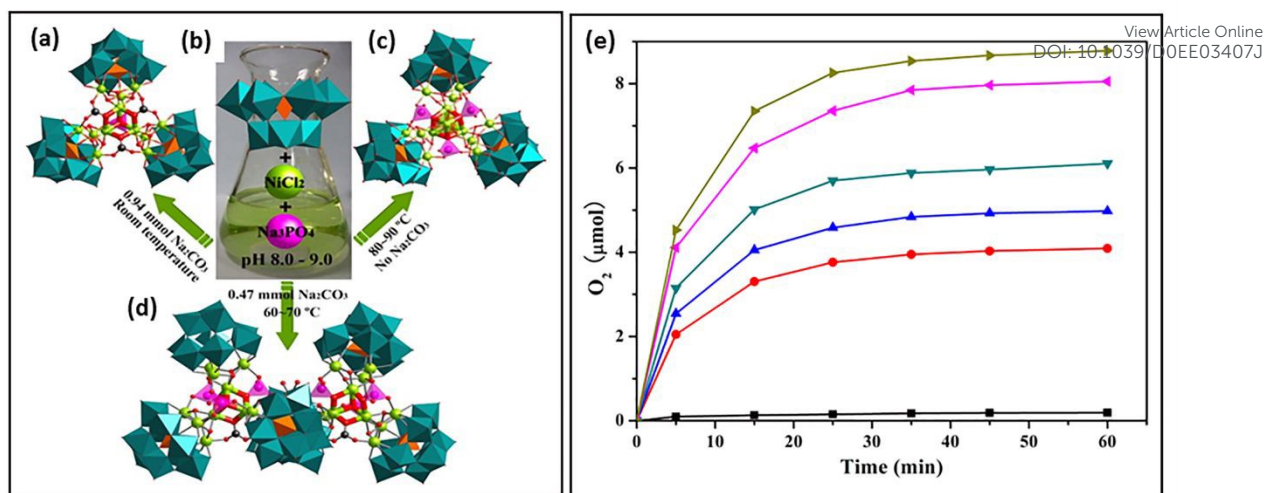 View Article Online
DOI: 10.1039/D0EE03407J
(a)
(b)
(c)
+
NiCl₂
+
Na₃PO₄
pH 8.0 - 9.0
0.94 mmol Na₂CO₃
Room temperature
80~90 °C
No Na₂CO₃
0.47 mmol Na₂CO₃
60~70 °C
(d)
(e)
O₂ (μmol)
8
6
4
2
0
0
10
20
30
40
50
60
Time (min)